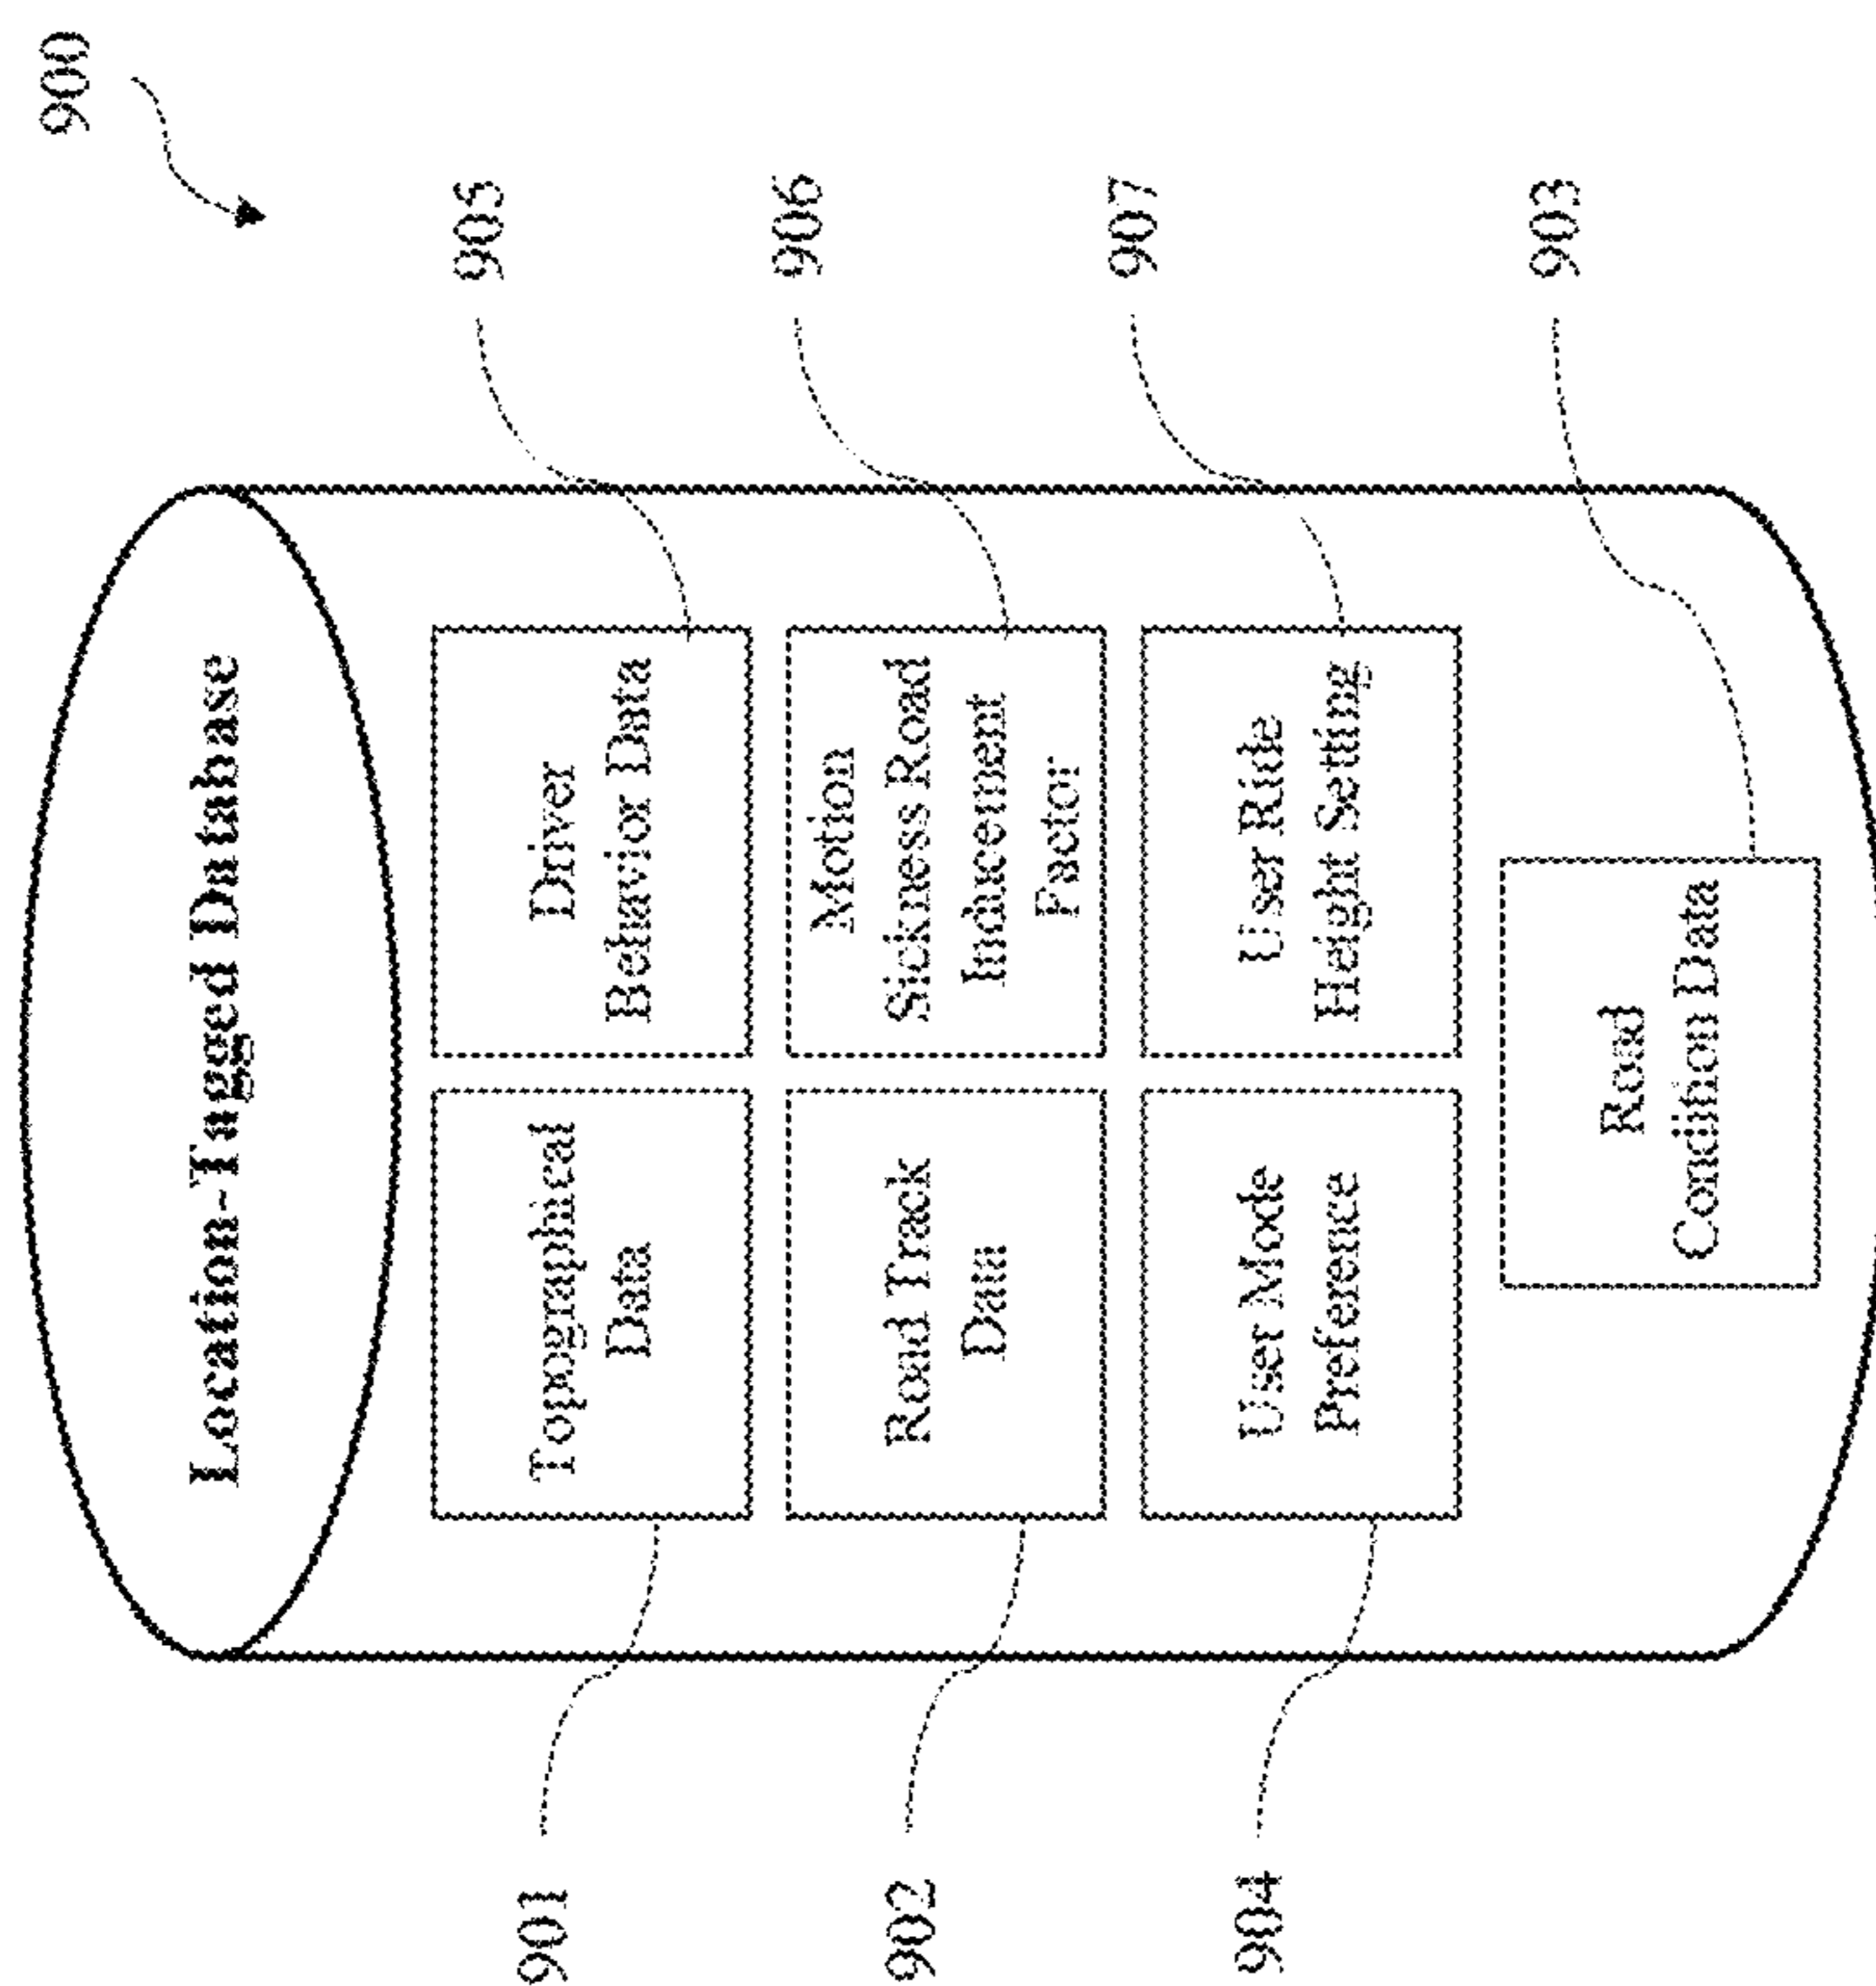 900
Location-Tagged Database
Topographical
Data
Driver
Behavior Data
901
905
Road Track
Data
Motion
Sickness Road
Inducement
Factor
902
906
User Mode
Preference
User Ride
Height Setting
904
907
Road
Condition Data
903